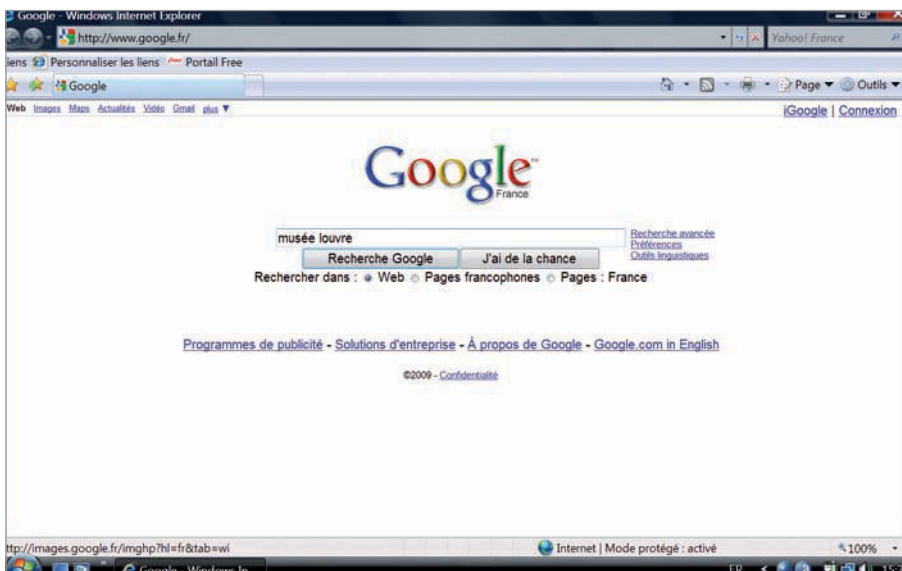 Google - Windows Internet Explorer
http://www.google.fr/ Yahoo! France
iens Personnaliser les liens Portail Free
Google Page Outils
Web Images Maps Actualités Vidéo Gmail plus ▼ iGoogle | Connexion
Google™
France
musée louvre Recherche avancée
Préférences
Recherche Google J'ai de la chance Outils linguistiques
Rechercher dans : Web Pages francophones Pages : France
Programmes de publicité - Solutions d'entreprise - À propos de Google - Google.com in English
©2009 - Confidentialité
ttp://images.google.fr/imghp?hl=fr&tab=wi Internet | Mode protégé : activé 100%
Google - Windows In... FR